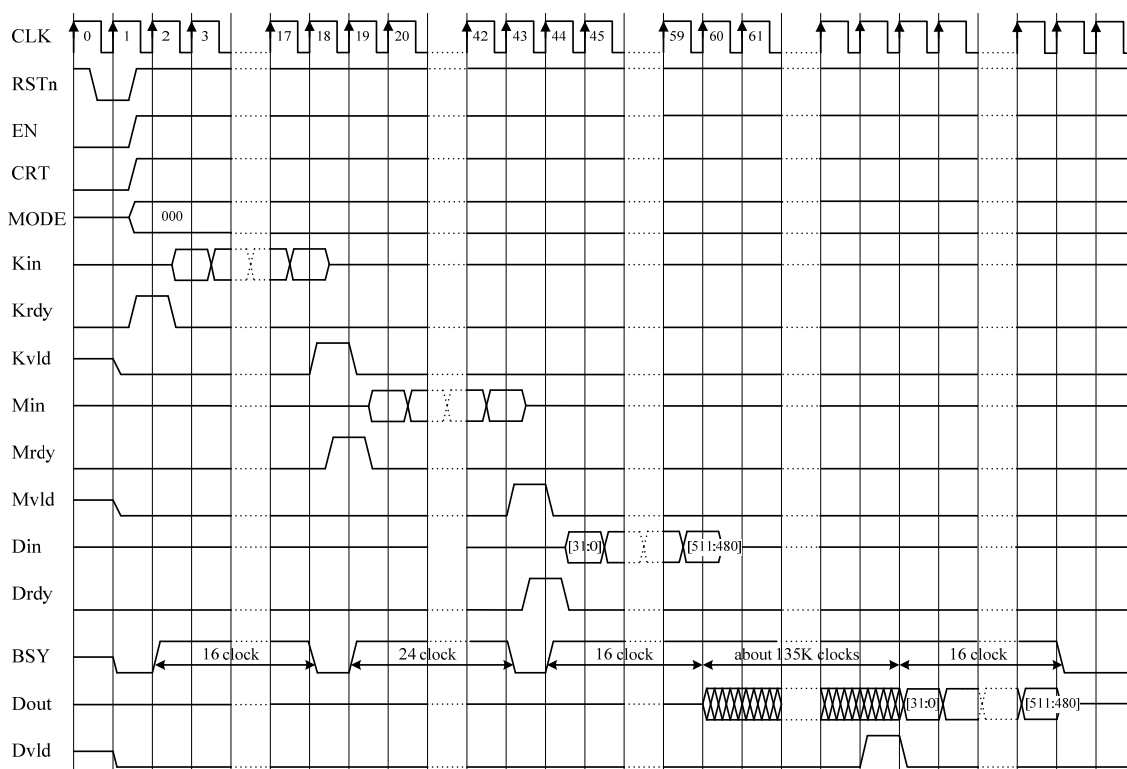 CLK 0 1 2 3 17 18 19 20 42 43 44 45 59 60 61
RSTn
EN
CRT
MODE 000
Kin
Krdy
Kvld
Min
Mrdy
Mvld
Din [31:0] [511:480]
Drdy
BSY 16 clock 24 clock 16 clock about 135K clocks 16 clock
Dout [31:0] [511:480]
Dvld